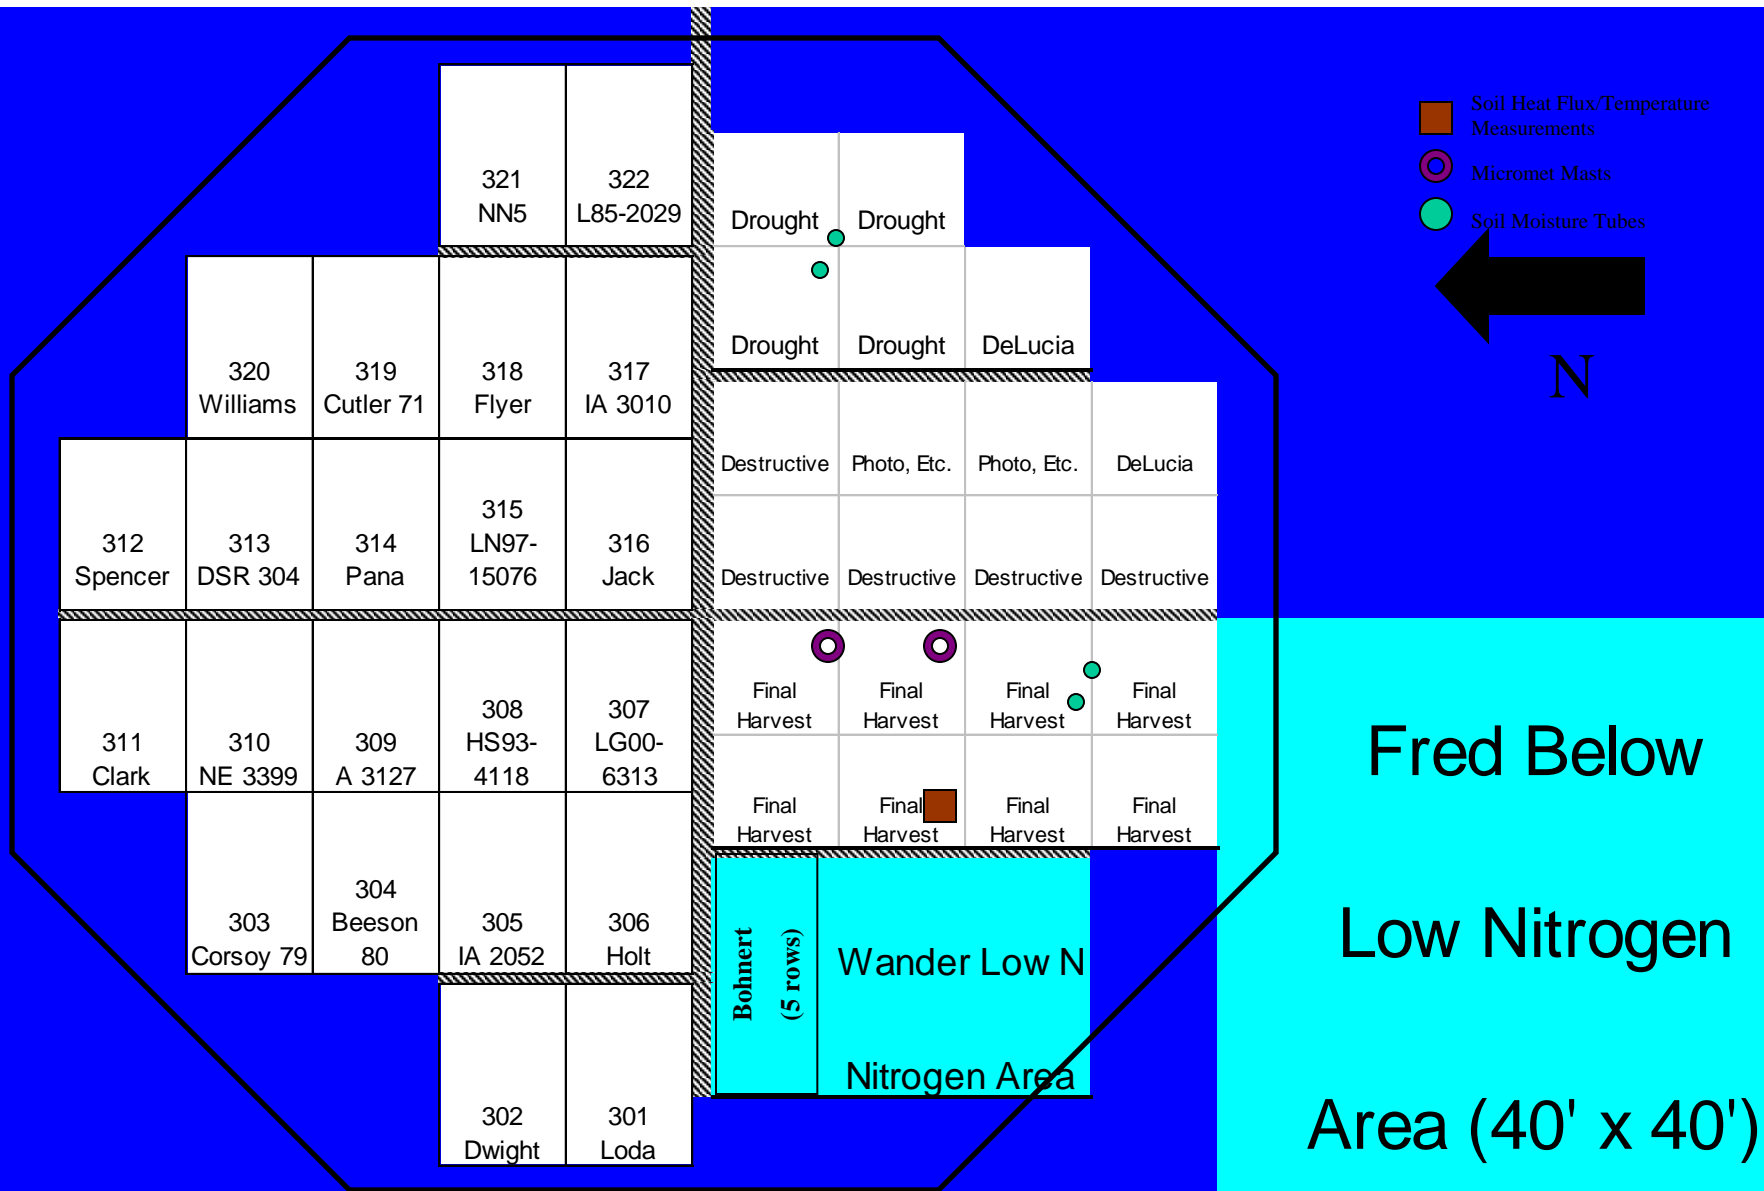 Soil Heat Flux/Temperature
Measurements
Micromet Masts
Soil Moisture Tubes
N
321
NN5
322
L85-2029
Drought
Drought
320
Williams
319
Cutler 71
318
Flyer
317
IA 3010
Drought
Drought
DeLucia
Destructive
Photo, Etc.
Photo, Etc.
DeLucia
312
Spencer
313
DSR 304
314
Pana
315
LN97-
15076
316
Jack
Destructive
Destructive
Destructive
Destructive
311
Clark
310
NE 3399
309
A 3127
308
HS93-
4118
307
LG00-
6313
Final
Harvest
Final
Harvest
Final
Harvest
Final
Harvest
Final
Harvest
Final
Harvest
Final
Harvest
Final
Harvest
303
Corsoy 79
304
Beeson
80
305
IA 2052
306
Holt
Bohnert
(5 rows)
Wander Low N
Nitrogen Area
302
Dwight
301
Loda
Fred Below
Low Nitrogen
Area (40' x 40')